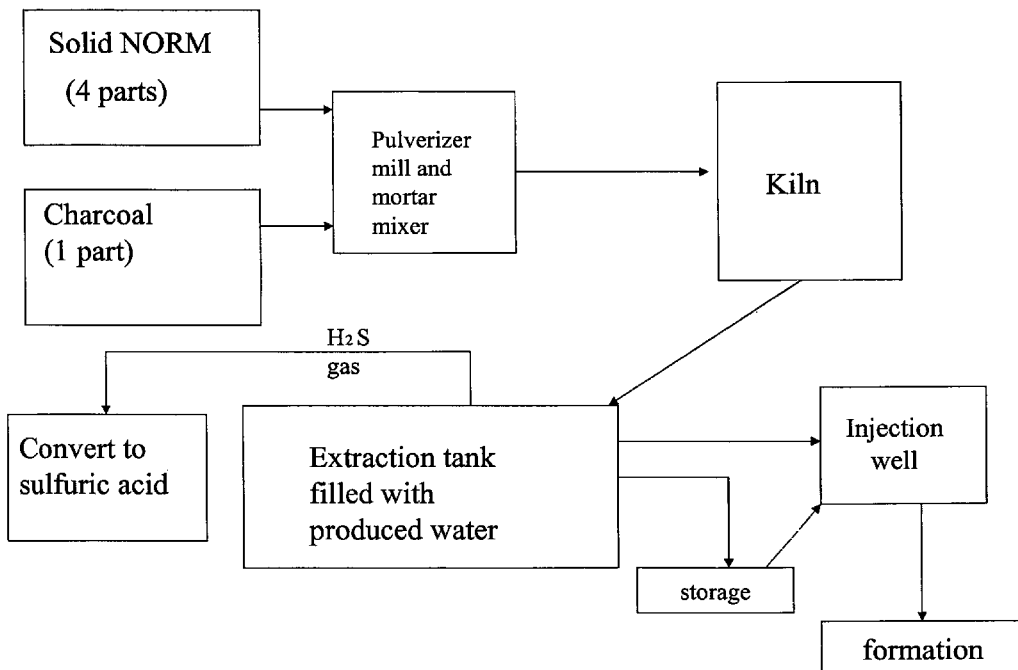 Solid NORM
(4 parts)
Pulverizer
mill and
mortar
mixer
Kiln
Charcoal
(1 part)
H₂S
gas
Convert to
sulfuric acid
Extraction tank
filled with
produced water
Injection
well
storage
formation